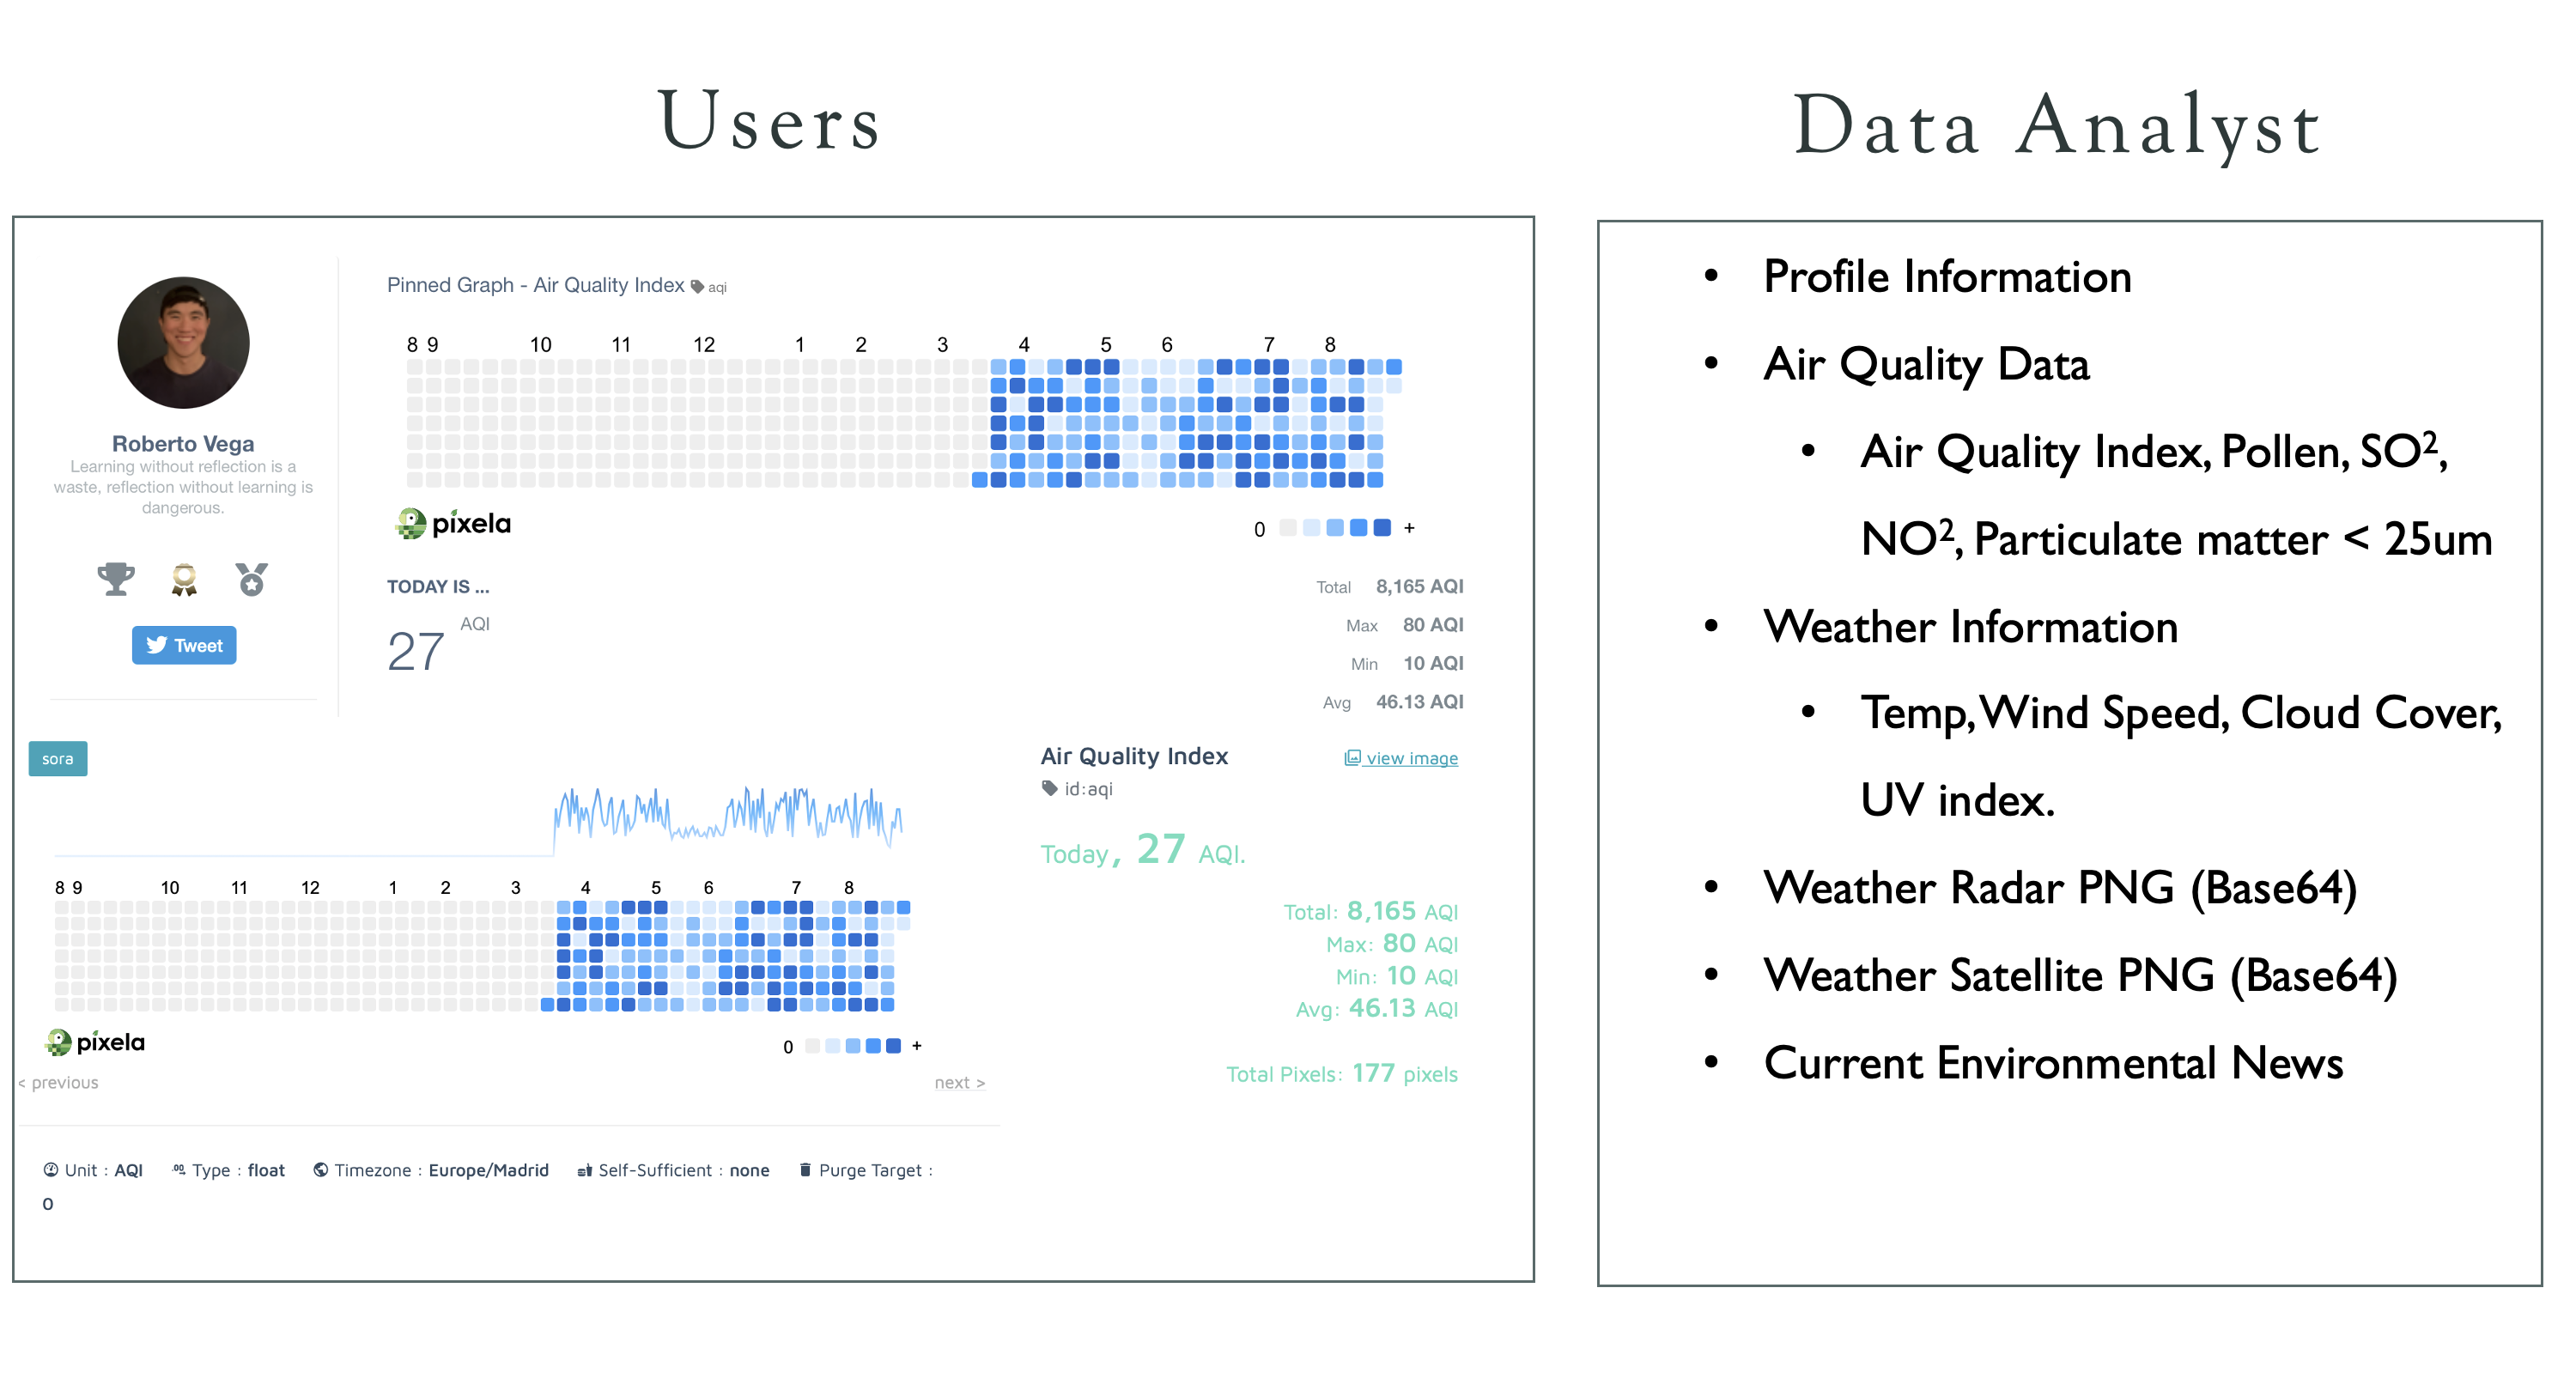 Users
Data Analyst
Roberto Vega
Learning without reflection is a
waste, reflection without learning is
dangerous.
Tweet
Pinned Graph - Air Quality Index aqi
8 9 10 11 12 1 2 3 4 5 6 7 8
pixela
0 +
TODAY IS ...
27 AQI
Total 8,165 AQI
Max 80 AQI
Min 10 AQI
Avg 46.13 AQI
sora
8 9 10 11 12 1 2 3 4 5 6 7 8
pixela
0 +
< previous
next >
Air Quality Index
view image
id:aqi
Today, 27 AQI.
Total: 8,165 AQI
Max: 80 AQI
Min: 10 AQI
Avg: 46.13 AQI
Total Pixels: 177 pixels
Unit : AQI .00 Type : float Timezone : Europe/Madrid Self-Sufficient : none Purge Target :
0
• Profile Information
• Air Quality Data
• Air Quality Index, Pollen, SO²,
NO², Particulate matter < 25um
• Weather Information
• Temp, Wind Speed, Cloud Cover,
UV index.
• Weather Radar PNG (Base64)
• Weather Satellite PNG (Base64)
• Current Environmental News